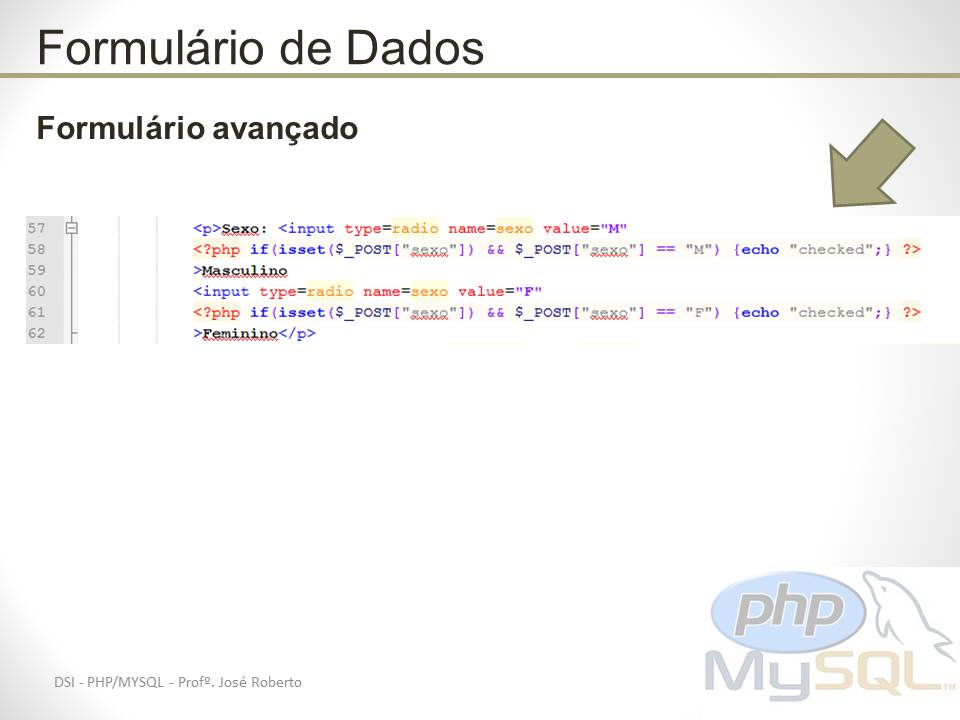 Formulário de Dados
Formulário avançado
57 <p>Sexo: <input type=radio name=sexo value="M"
58 <?php if(isset($_POST["sexo"]) && $_POST["sexo"] == "M") {echo "checked";} ?>
59 >Masculino
60 <input type=radio name=sexo value="F"
61 <?php if(isset($_POST["sexo"]) && $_POST["sexo"] == "F") {echo "checked";} ?>
62 >Feminino</p>
php
MySQL™
DSI - PHP/MYSQL - Profº. José Roberto